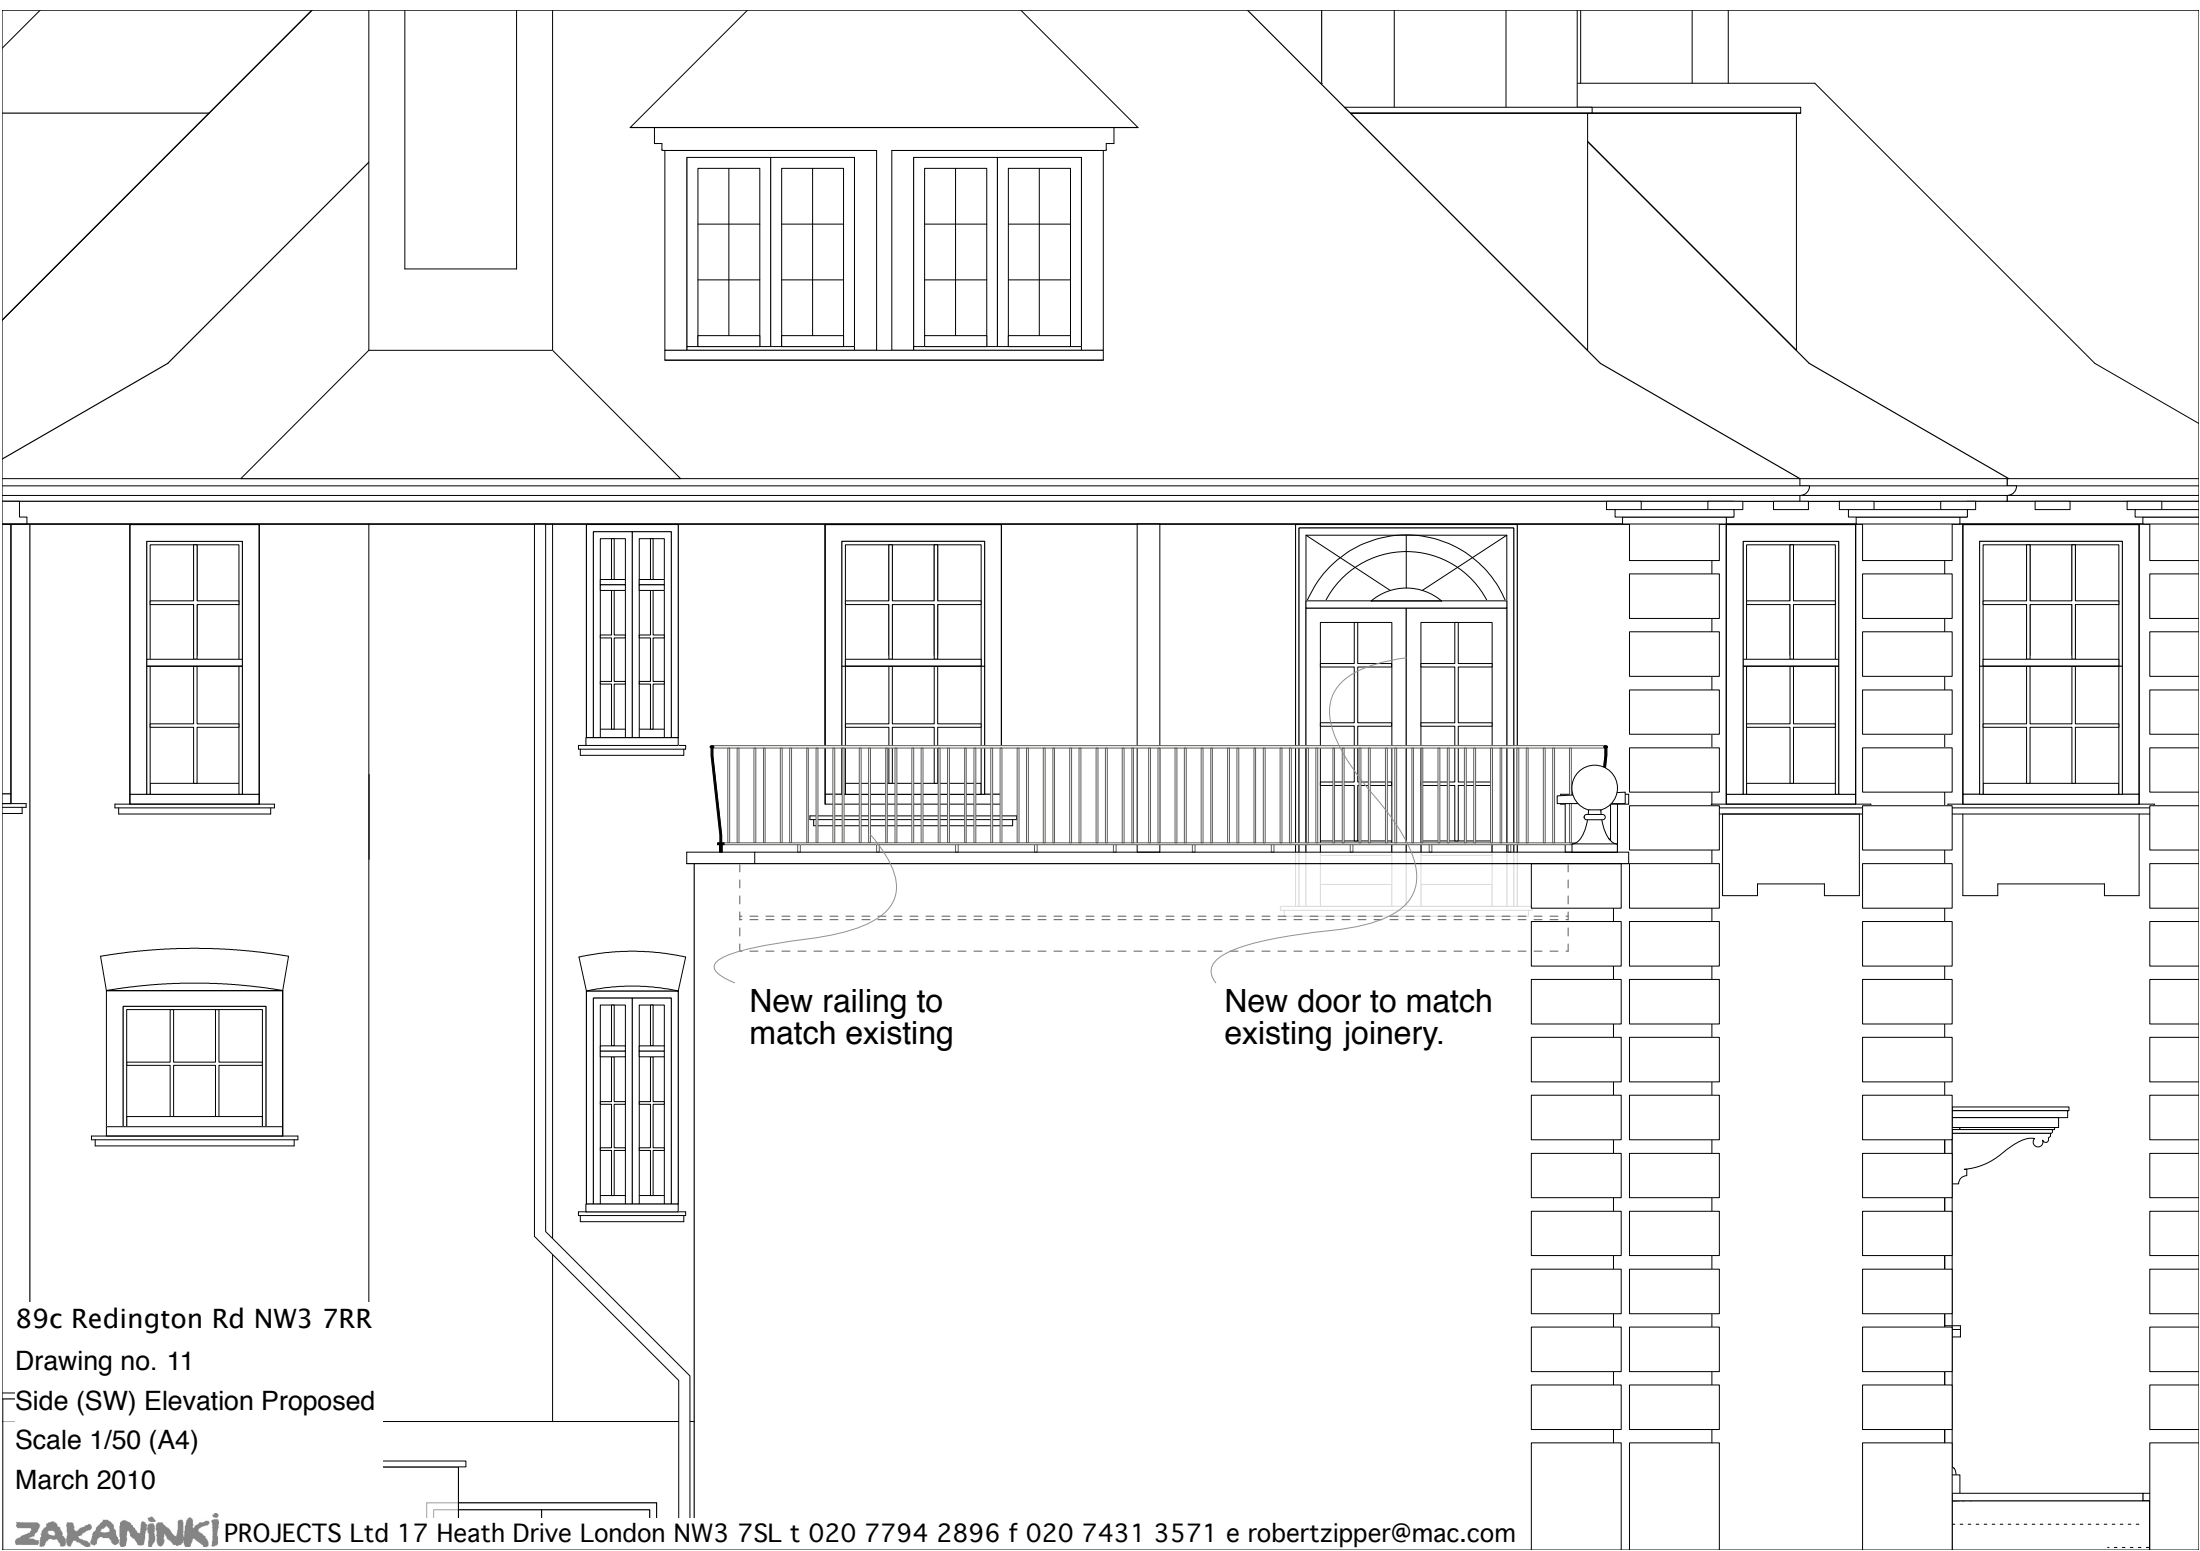 New railing to
match existing
New door to match
existing joinery.
89c Redington Rd NW3 7RR
Drawing no. 11
Side (SW) Elevation Proposed
Scale 1/50 (A4)
March 2010
ZAKANiNKi PROJECTS Ltd 17 Heath Drive London NW3 7SL t 020 7794 2896 f 020 7431 3571 e robertzipper@mac.com